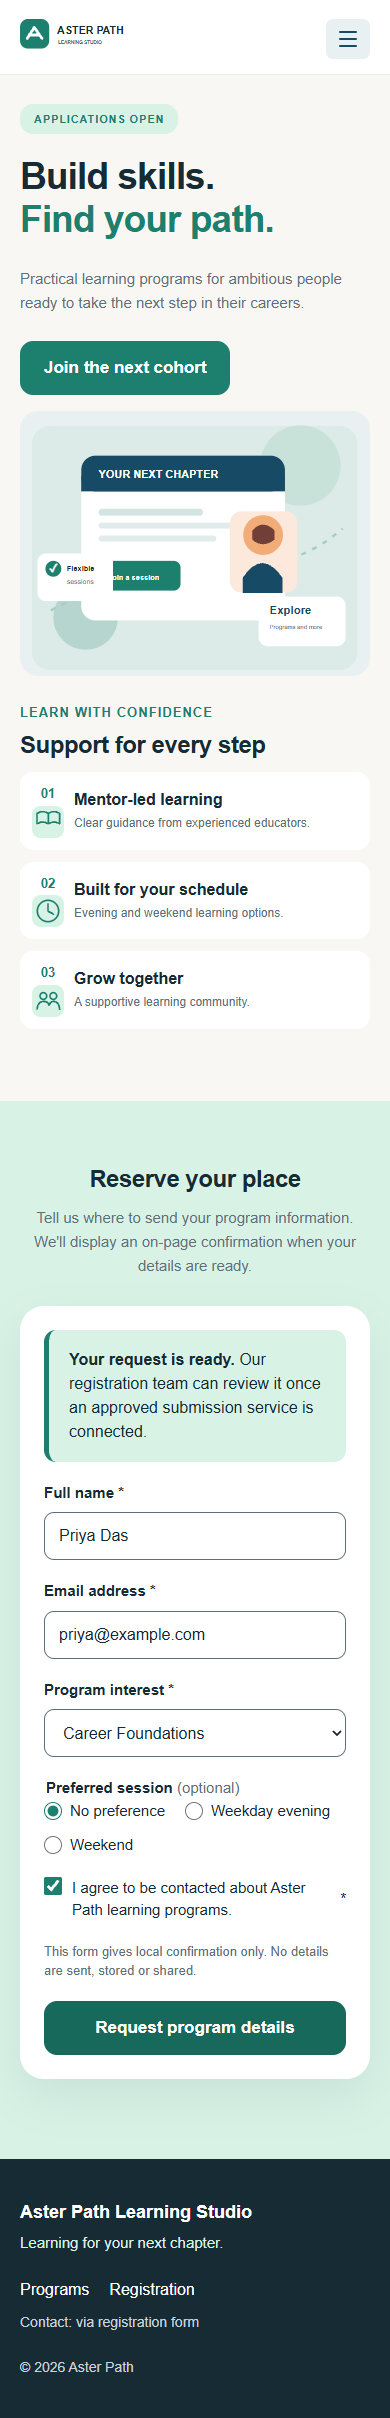 ASTER PATH
LEARNING STUDIO
APPLICATIONS OPEN
Build skills.
Find your path.
Practical learning programs for ambitious people
ready to take the next step in their careers.
Join the next cohort
YOUR NEXT CHAPTER
Flexible
sessions
oin a session
Explore
Programs and more
LEARN WITH CONFIDENCE
Support for every step
01
Mentor-led learning
Clear guidance from experienced educators.
02
Built for your schedule
Evening and weekend learning options.
03
Grow together
A supportive learning community.
Reserve your place
Tell us where to send your program information.
We'll display an on-page confirmation when your
details are ready.
Your request is ready. Our
registration team can review it once
an approved submission service is
connected.
Full name *
Priya Das
Email address *
priya@example.com
Program interest *
Career Foundations
Preferred session (optional)
No preference Weekday evening
Weekend
I agree to be contacted about Aster *
Path learning programs.
This form gives local confirmation only. No details
are sent, stored or shared.
Request program details
Aster Path Learning Studio
Learning for your next chapter.
Programs Registration
Contact: via registration form
© 2026 Aster Path